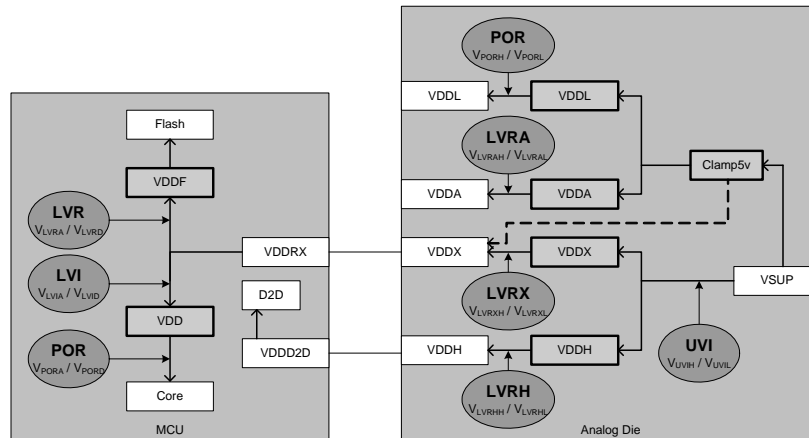 POR
VPORH / VPORL
VDDL
VDDL
LVRA
VLVRAH / VLVRAL
Clamp5v
VDDA
VDDA
Flash
VDDF
LVR
VLVRA / VLVRD
VDDRX
VDDX
VDDX
LVI
VLVIA / VLVID
D2D
VSUP
LVRX
VLVRXH / VLVRXL
VDD
POR
VPORA / VPORD
VDDD2D
VDDH
VDDH
UVI
VUVIH / VUVIL
Core
LVRH
VLVRHH / VLVRHL
MCU
Analog Die